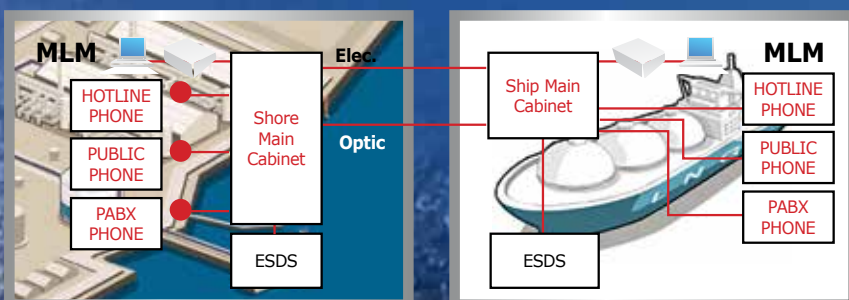 MLM
Elec.
HOTLINE
PHONE
Shore
Main
Cabinet
Optic
PUBLIC
PHONE
PABX
PHONE
ESDS
MLM
Ship Main
Cabinet
HOTLINE
PHONE
PUBLIC
PHONE
PABX
PHONE
ESDS
L N G